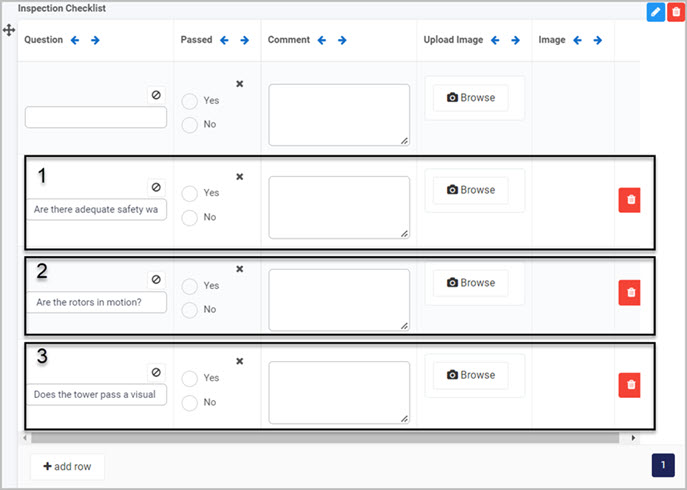 Inspection Checklist
Question Passed Comment Upload Image Image
Yes
No
Browse
1
Are there adequate safety wa
Yes
No
Browse
2
Are the rotors in motion?
Yes
No
Browse
3
Does the tower pass a visual
Yes
No
Browse
+ add row
1